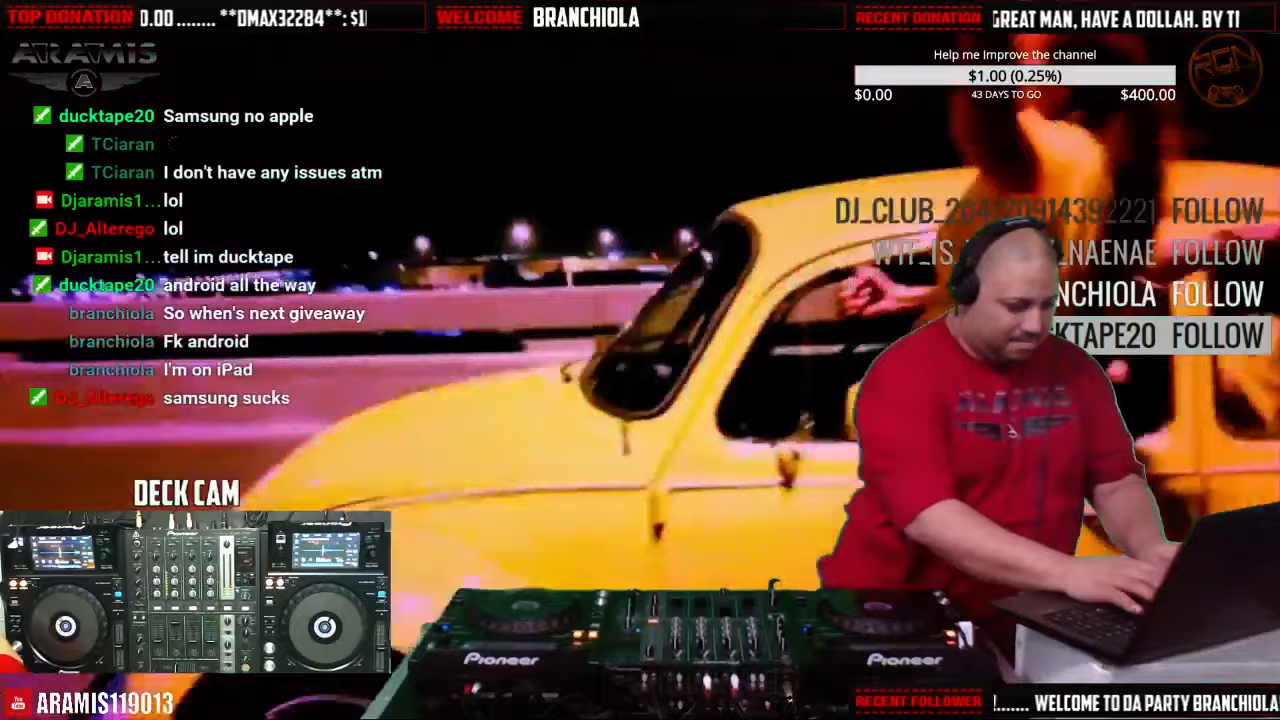 TOP DONATION 0.00 ........ **DMAX32284**: $1
WELCOME BRANCHIOLA
RECENT DONATION GREAT MAN, HAVE A DOLLAH. BY T1
ARAMIS
A
Help me Improve the channel
$1.00 (0.25%)
$0.00 43 DAYS TO GO $400.00
RGN
ducktape20 Samsung no apple
TCiaran
TCiaran I don't have any issues atm
Djaramis1... lol
DJ_Alterego lol
Djaramis1... tell im ducktape
ducktape20 android all the way
branchiola So when's next giveaway
branchiola Fk android
branchiola I'm on iPad
DJ_Alterego samsung sucks
FOLLOW
NAENAE FOLLOW
NCHIOLA FOLLOW
KTAPE20 FOLLOW
ARAMIS
DECK CAM
Pioneer
Pioneer
Pioneer
ARAMIS119013
RECENT FOLLOWER !....... WELCOME TO DA PARTY BRANCHIOLA